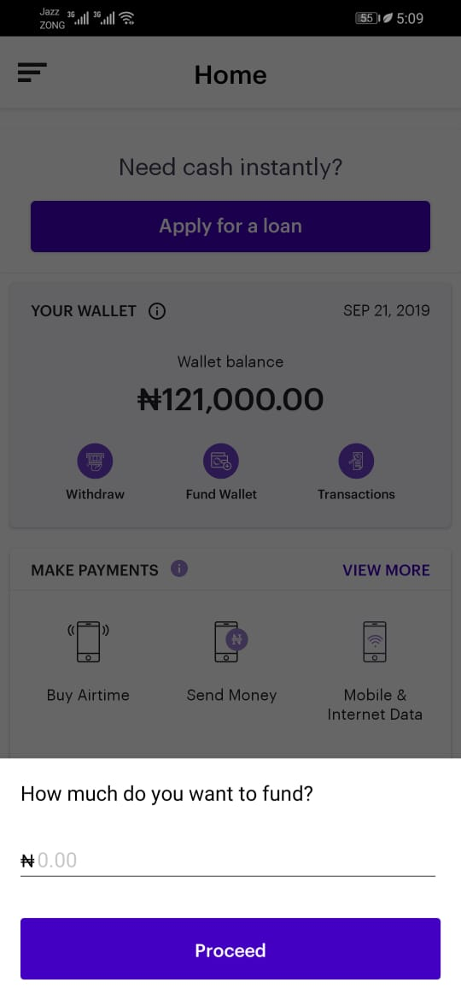 Jazz 3G 3G
ZONG
55 5:09
Home
Need cash instantly?
Apply for a loan
YOUR WALLET SEP 21, 2019
Wallet balance
₦121,000.00
Withdraw Fund Wallet Transactions
MAKE PAYMENTS VIEW MORE
₦
Buy Airtime Send Money Mobile &
Internet Data
How much do you want to fund?
₦0.00
Proceed